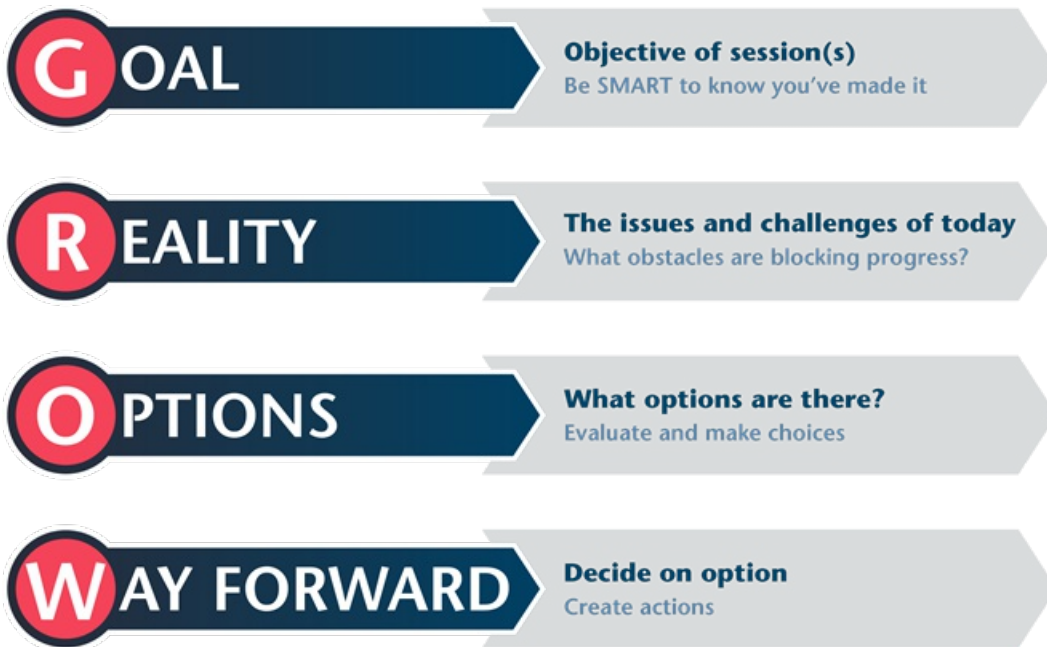 GOAL
Objective of session(s)
Be SMART to know you've made it
REALITY
The issues and challenges of today
What obstacles are blocking progress?
OPTIONS
What options are there?
Evaluate and make choices
WAY FORWARD
Decide on option
Create actions